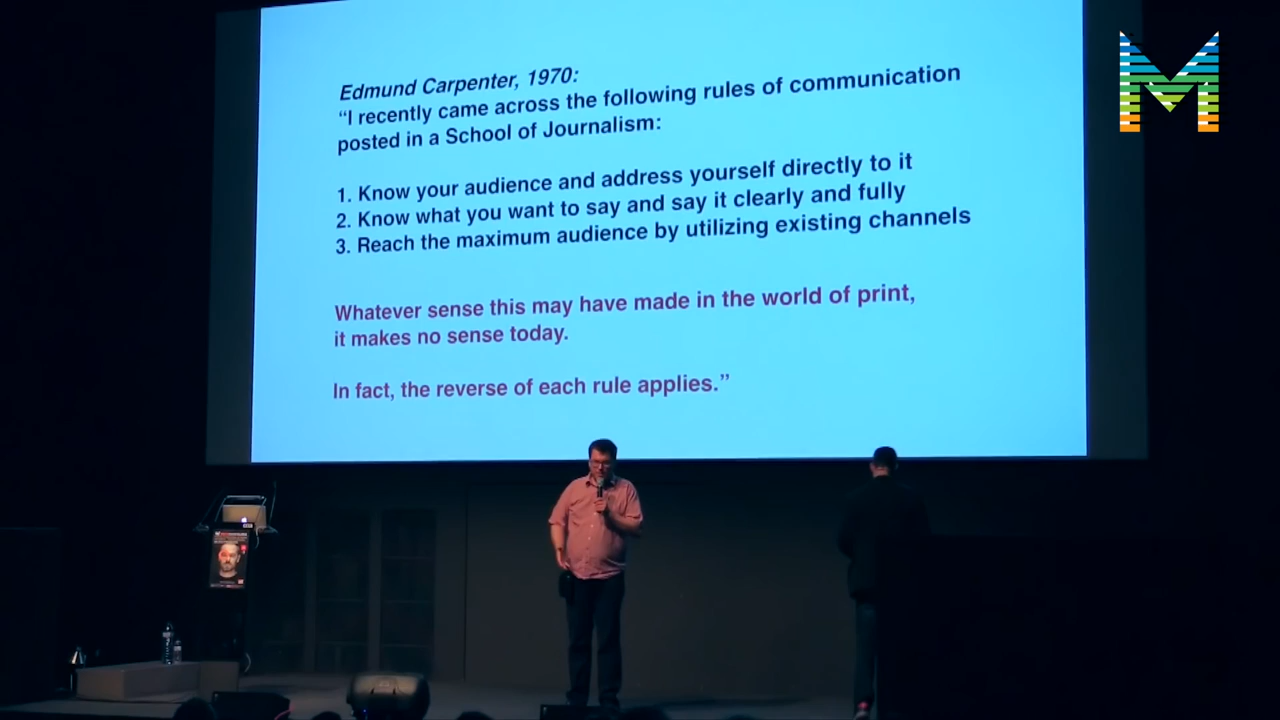 Edmund Carpenter, 1970:
“I recently came across the following rules of communication
posted in a School of Journalism:
1. Know your audience and address yourself directly to it
2. Know what you want to say and say it clearly and fully
3. Reach the maximum audience by utilizing existing channels
Whatever sense this may have made in the world of print,
it makes no sense today.
In fact, the reverse of each rule applies.”
M